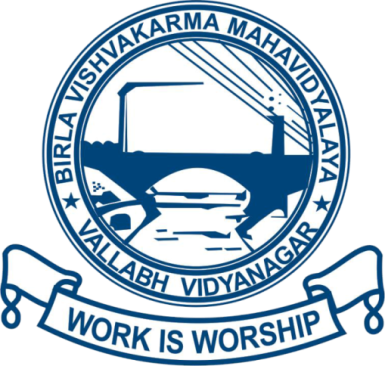 BIRLA VISHVAKARMA MAHAVIDYALAYA
VALLABH VIDYANAGAR
WORK IS WORSHIP